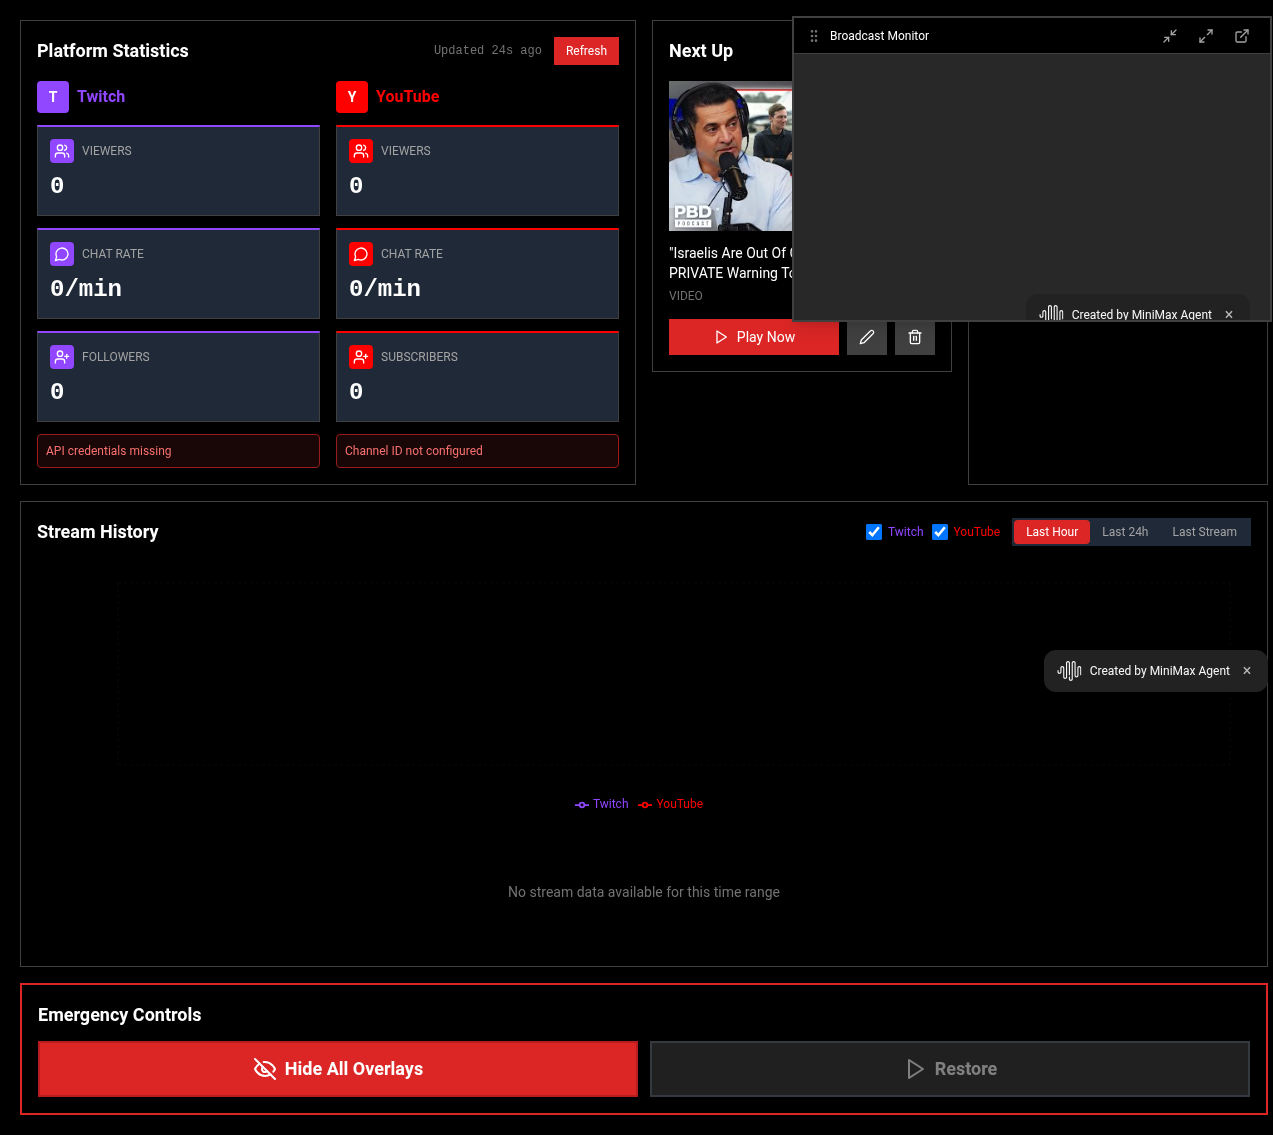 Platform Statistics
Updated 24s ago
Refresh
T Twitch
Y YouTube
VIEWERS
0
VIEWERS
0
CHAT RATE
0/min
CHAT RATE
0/min
FOLLOWERS
0
SUBSCRIBERS
0
API credentials missing
Channel ID not configured
Next Up
PBD
PODCAST
"Israelis Are Out Of
PRIVATE Warning
VIDEO
Play Now
Broadcast Monitor
Created by MiniMax Agent ×
Stream History
Twitch
YouTube
Last Hour
Last 24h
Last Stream
Created by MiniMax Agent ×
Twitch
YouTube
No stream data available for this time range
Emergency Controls
Hide All Overlays
Restore